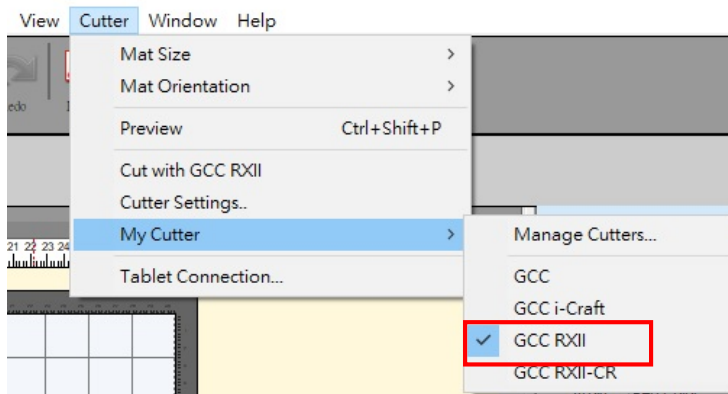 View Cutter Window Help
edo
Mat Size >
Mat Orientation >
Preview Ctrl+Shift+P
Cut with GCC RXII
Cutter Settings..
My Cutter >
Tablet Connection...
21 22 23 24
Manage Cutters...
GCC
GCC i-Craft
GCC RXII
GCC RXII-CR